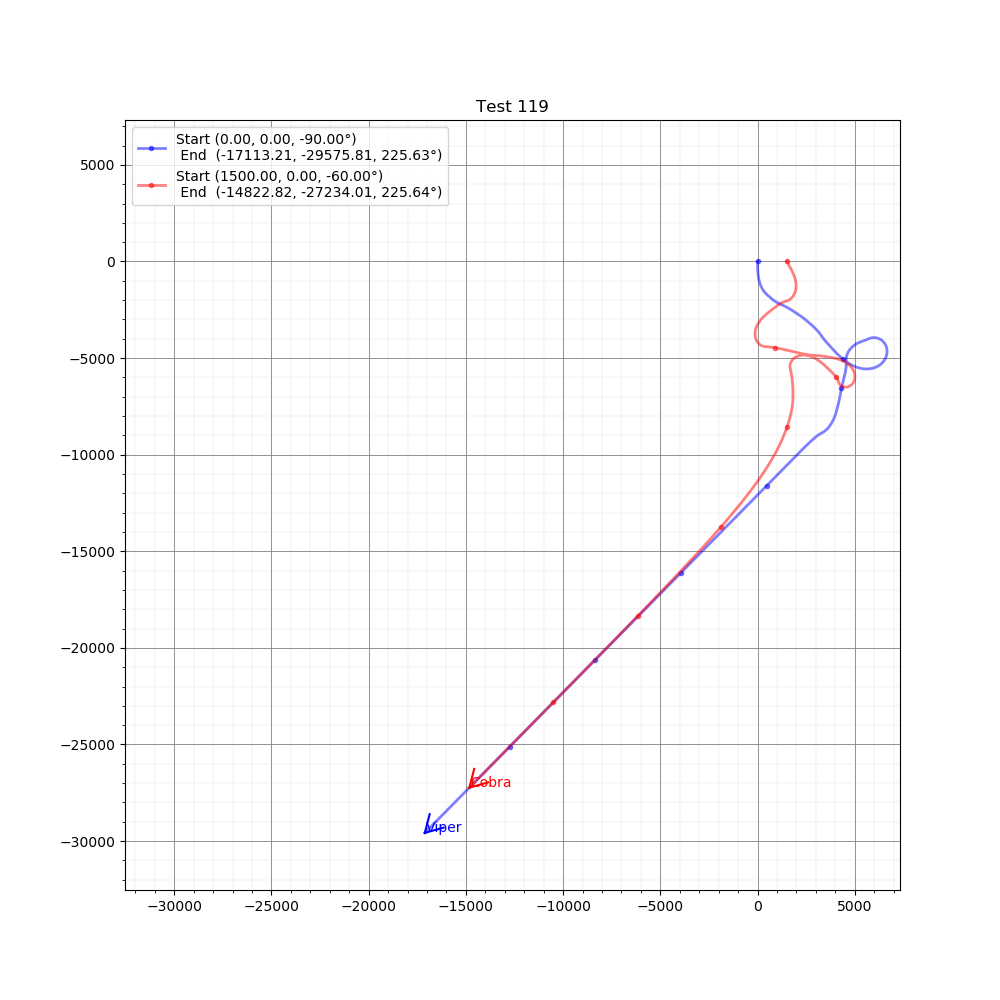 Test 119
Start (0.00, 0.00, -90.00°)
End  (-17113.21, -29575.81, 225.63°)
Start (1500.00, 0.00, -60.00°)
End  (-14822.82, -27234.01, 225.64°)
5000
0
−5000
−10000
−15000
−20000
−25000
−30000
Cobra
Viper
−30000
−25000
−20000
−15000
−10000
−5000
0
5000